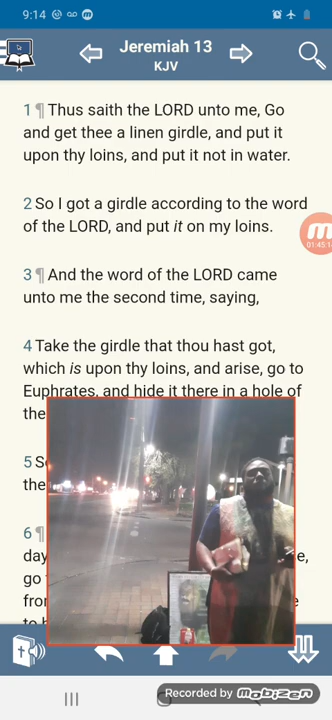 9:14
Jeremiah 13
KJV
1 ¶ Thus saith the LORD unto me, Go
and get thee a linen girdle, and put it
upon thy loins, and put it not in water.
2 So I got a girdle according to the word
of the LORD, and put it on my loins.
3 ¶ And the word of the LORD came
unto me the second time, saying,
4 Take the girdle that thou hast got,
which is upon thy loins, and arise, go to
Euphrates, and hide it there in a hole of
the
5 S
the
6 ¶
day
e,
go
fro
e
m
01:45:1
Recorded by mobizen